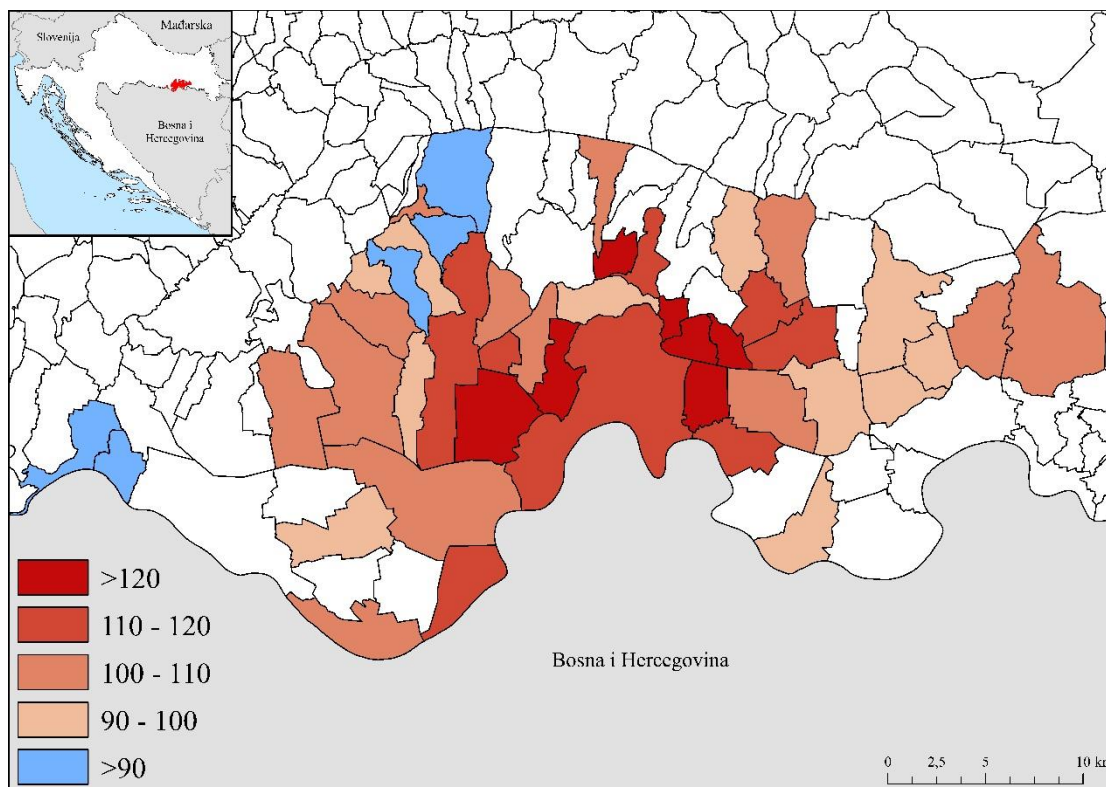 Mađarska
Slovenija
Bosna i
Hercegovina
>120
110 - 120
100 - 110
90 - 100
>90
Bosna i Hercegovina
0 2,5 5 10 km